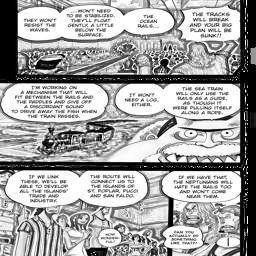 THEY WON'T
RESIST THE
WAVES.
...WON'T NEED
TO BE STABILIZED.
THEY'LL FLOAT
GENTLY, A LITTLE
BELOW THE
SURFACE.
THE
OCEAN
RAILS...
THE TRACKS
WILL BREAK
AND YOUR BIG
PLAN WILL BE
SUNK!!
I'M WORKING ON
A MECHANISM THAT WILL
FIT BETWEEN THE RAILS
AND THE PADDLES AND GIVE OFF
A DISCORDANT SOUND
TO DRIVE AWAY THE FISH WHEN
THE TRAIN PASSES.
IT WON'T
NEED A LOG,
EITHER.
THE SEA TRAIN
WILL ONLY USE THE
RAILS AS A GUIDE,
AS THOUGH IT
WERE PULLING ITSELF
ALONG A ROPE.
IF WE LINK
THESE, WE'LL BE
ABLE TO DEVELOP
ALL THE ISLANDS'
TRADE AND
INDUSTRY.
THE ROUTE WILL
CONNECT US TO
THE ISLANDS OF
ST. POPLAR, PUCCI
AND SAN FALDO.
IF WE HAVE THAT,
THE NEPTUNIANS WILL
HATE THE RAILS TOO
AND WON'T COME
NEAR THEM.
CAN YOU
ACTUALLY DO
SOMETHING
LIKE THAT?!